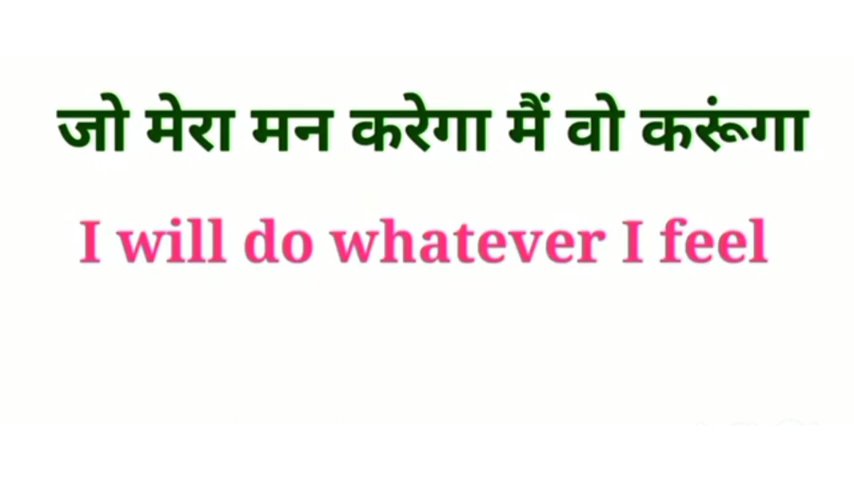 जो मेरा मन करेगा मैं वो करूंगा
I will do whatever I feel